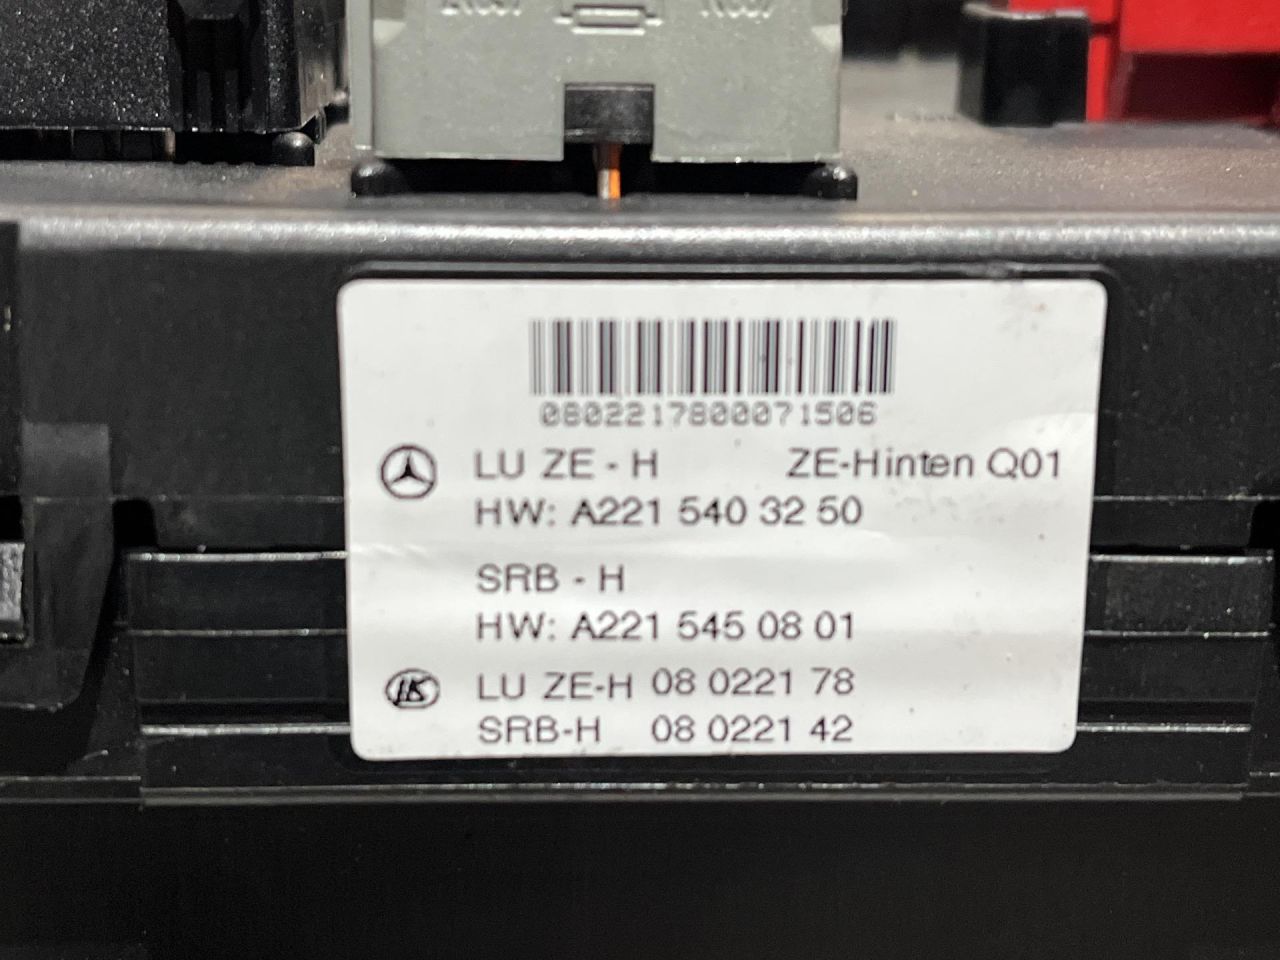 0802217800071506
LU ZE - H ZE-Hinten Q01
HW: A221 540 32 50
SRB - H
HW: A221 545 08 01
LK LU ZE-H 08 0221 78
SRB-H 08 0221 42